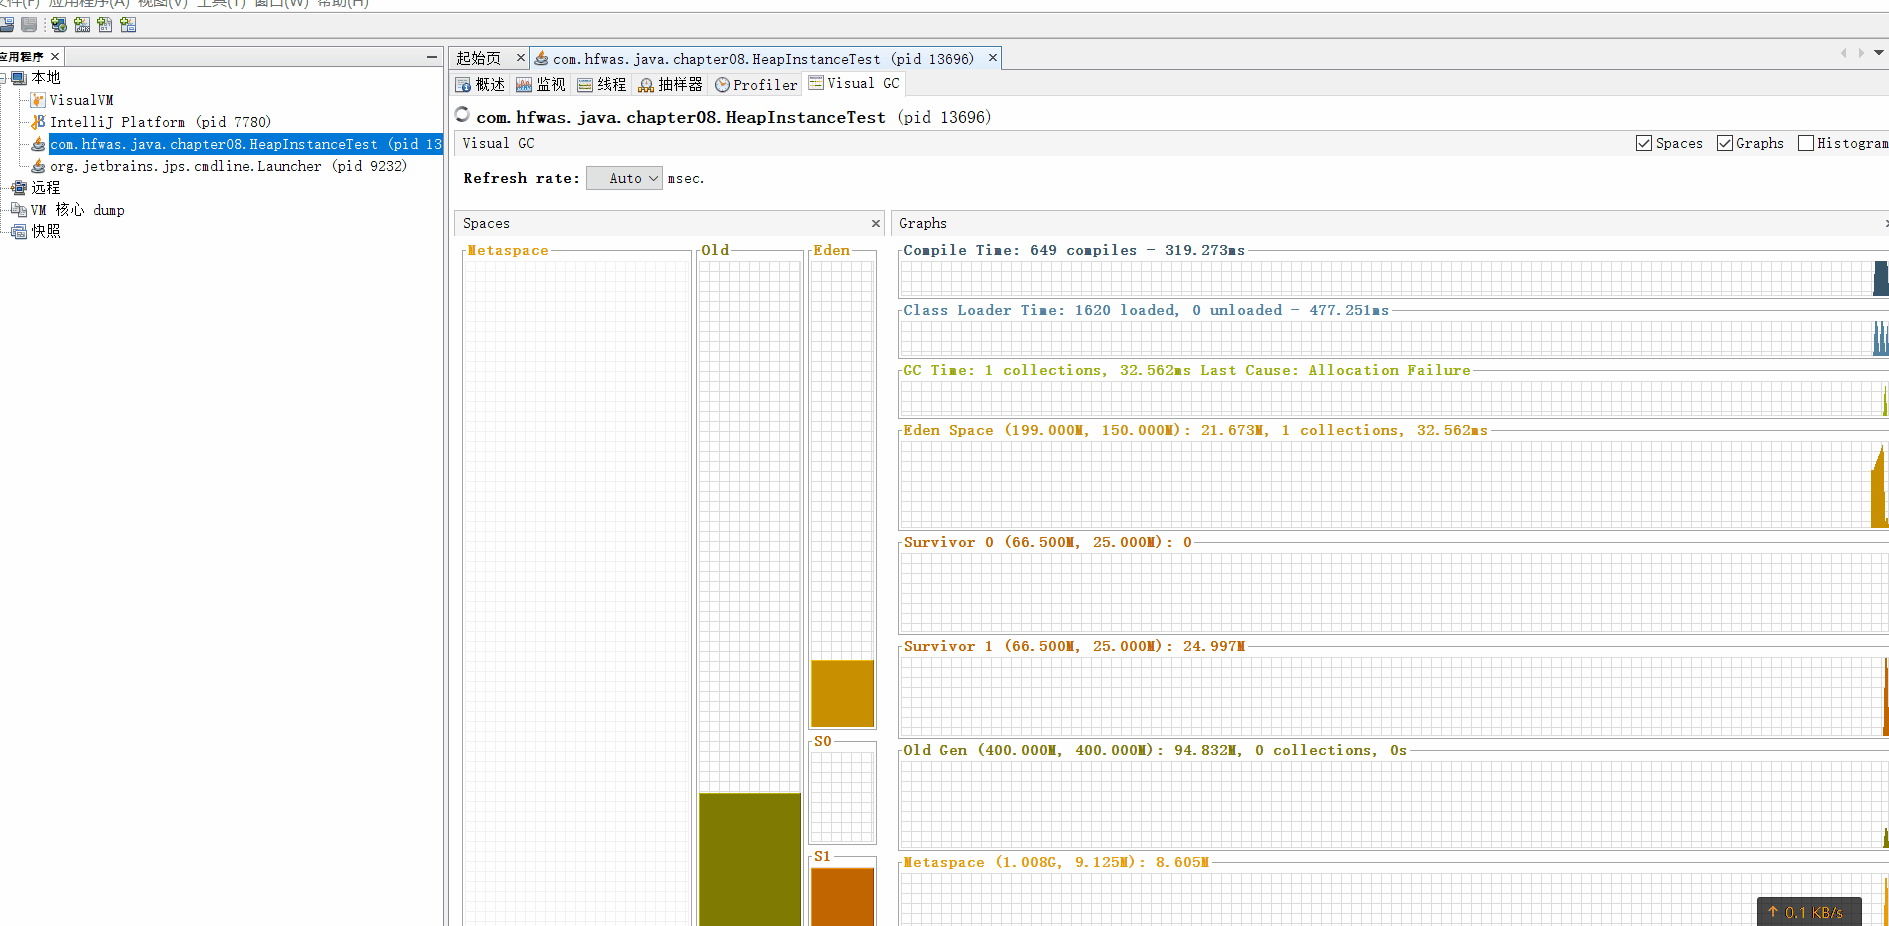 文件(F) 应用程序(A) 视图(V) 工具(T) 窗口(W) 帮助(H)
应用程序
本地
VisualVM
IntelliJ Platform (pid 7780)
com.hfwas.java.chapter08.HeapInstanceTest (pid 13
org.jetbrains.jps.cmdline.Launcher (pid 9232)
远程
VM 核心 dump
快照
起始页 com.hfwas.java.chapter08.HeapInstanceTest (pid 13696)
概述 监视 线程 抽样器 Profiler Visual GC
com.hfwas.java.chapter08.HeapInstanceTest (pid 13696)
Visual GC Spaces Graphs Histogram
Refresh rate: Auto msec.
Spaces
Metaspace Old Eden
S0
S1
Graphs
Compile Time: 649 compiles - 319.273ms
Class Loader Time: 1620 loaded, 0 unloaded - 477.251ms
GC Time: 1 collections, 32.562ms Last Cause: Allocation Failure
Eden Space (199.000M, 150.000M): 21.673M, 1 collections, 32.562ms
Survivor 0 (66.500M, 25.000M): 0
Survivor 1 (66.500M, 25.000M): 24.997M
Old Gen (400.000M, 400.000M): 94.832M, 0 collections, 0s
Metaspace (1.008G, 9.125M): 8.605M
↑ 0.1 KB/s